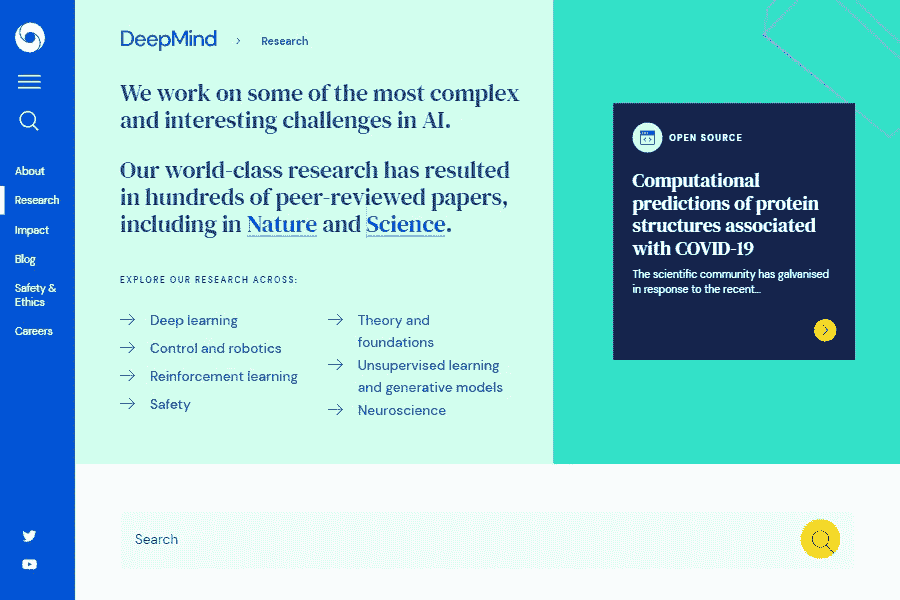 About
Research
Impact
Blog
Safety &
Ethics
Careers
DeepMind
Research
We work on some of the most complex
and interesting challenges in AI.
Our world-class research has resulted
in hundreds of peer-reviewed papers,
including in Nature and Science.
EXPLORE OUR RESEARCH ACROSS:
Deep learning
Control and robotics
Reinforcement learning
Safety
Theory and
foundations
Unsupervised learning
and generative models
Neuroscience
OPEN SOURCE
Computational
predictions of protein
structures associated
with COVID-19
The scientific community has galvanised
in response to the recent...
Search